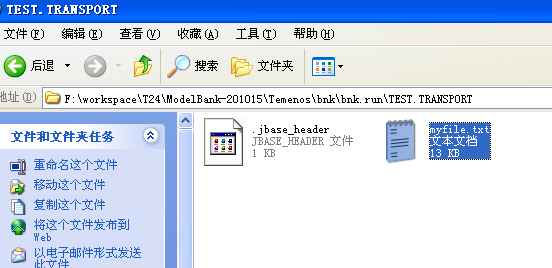 TEST.TRANSPORT
文件(F) 编辑(E) 查看(V) 收藏(A) 工具(T) 帮助(H)
后退 搜索 文件夹
地址(D) F:\workspace\T24\ModelBank-201015\Temenos\bnk\bnk.run\TEST.TRANSPORT
文件和文件夹任务
重命名这个文件
移动这个文件
复制这个文件
将这个文件发布到
Web
以电子邮件形式发送
此文件
.jbase_header
JBASE_HEADER 文件
1 KB
myfile.txt
文本文档
13 KB